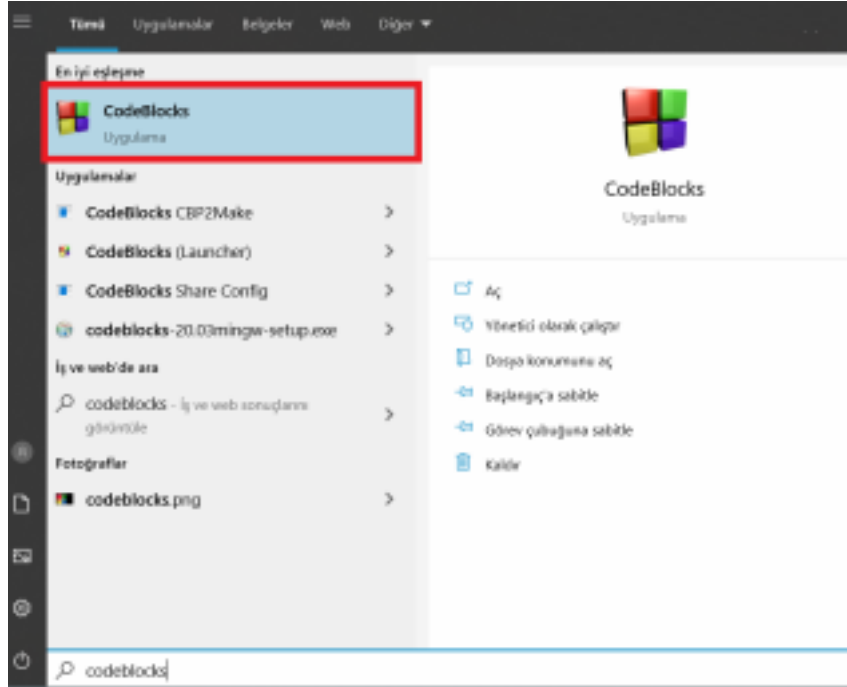 Tümü Uygulamalar Belgeler Web Diğer
En iyi eşleşme
CodeBlocks
Uygulama
Uygulamalar
CodeBlocks CBP2Make
CodeBlocks (Launcher)
CodeBlocks Share Config
codeblocks-20.03mingw-setup.exe
İş ve web'de ara
codeblocks - İş ve web sonuçlarını
görüntüle
Fotoğraflar
codeblocks.png
codeblocks
CodeBlocks
Uygulama
Aç
Yönetici olarak çalıştır
Dosya konumunu aç
Başlangıç'a sabitle
Görev çubuğuna sabitle
Kaldır